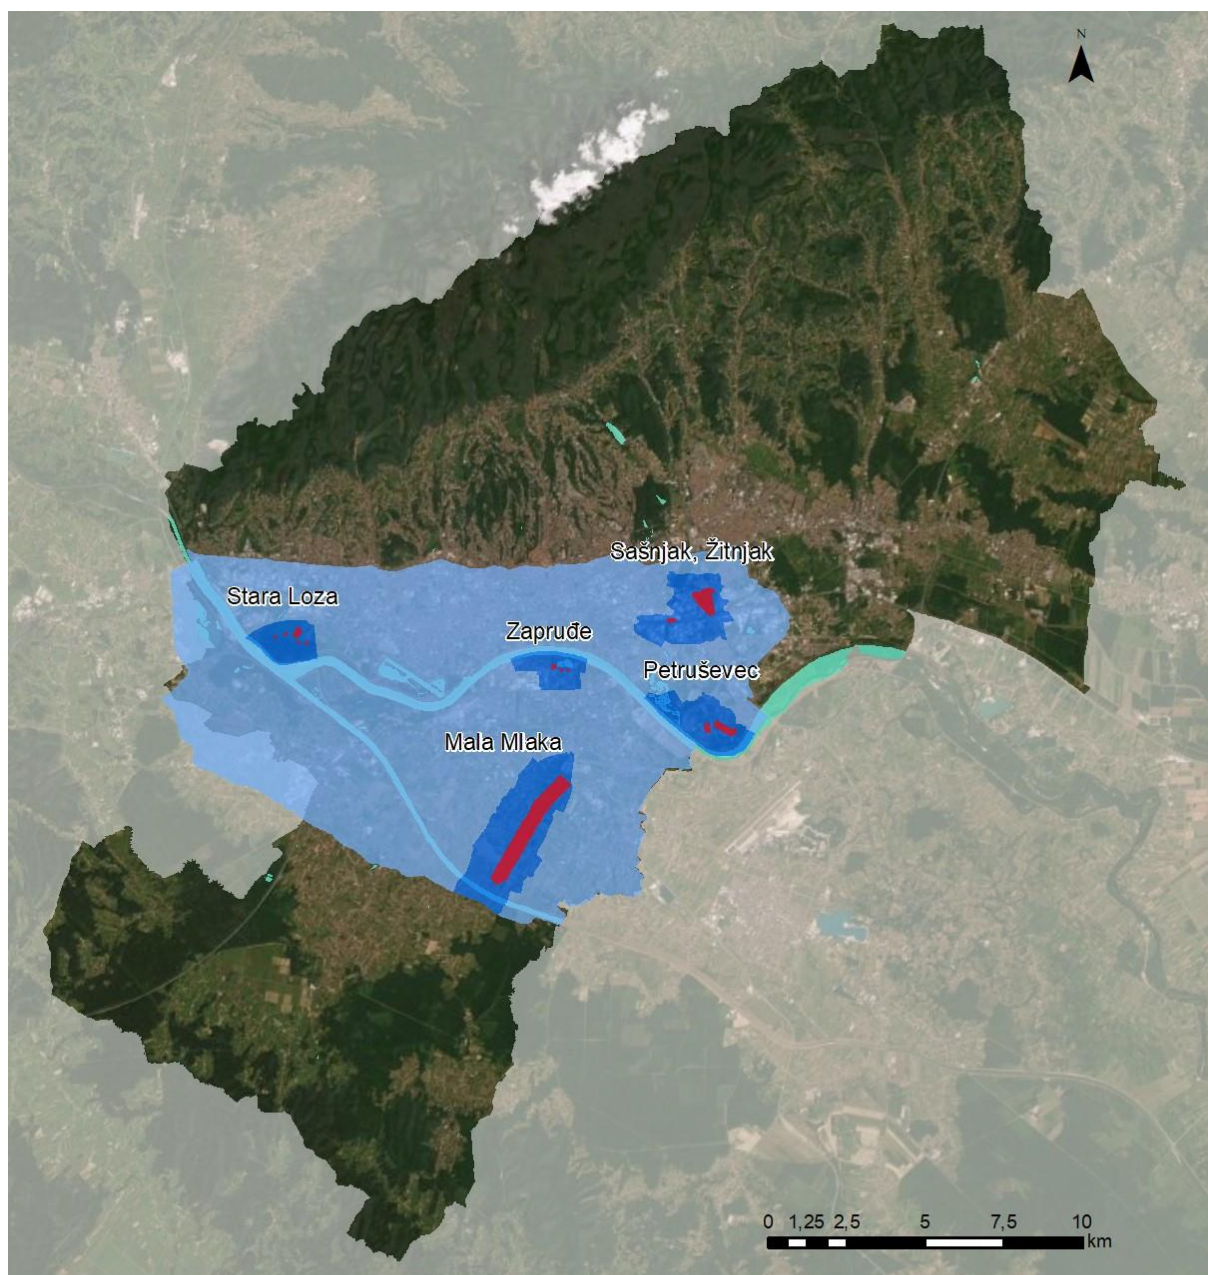 N
Sašnjak, Žitnjak
Stara Loza
Zapruđe
Petruševec
Mala Mlaka
0 1,25 2,5 5 7,5 10
km